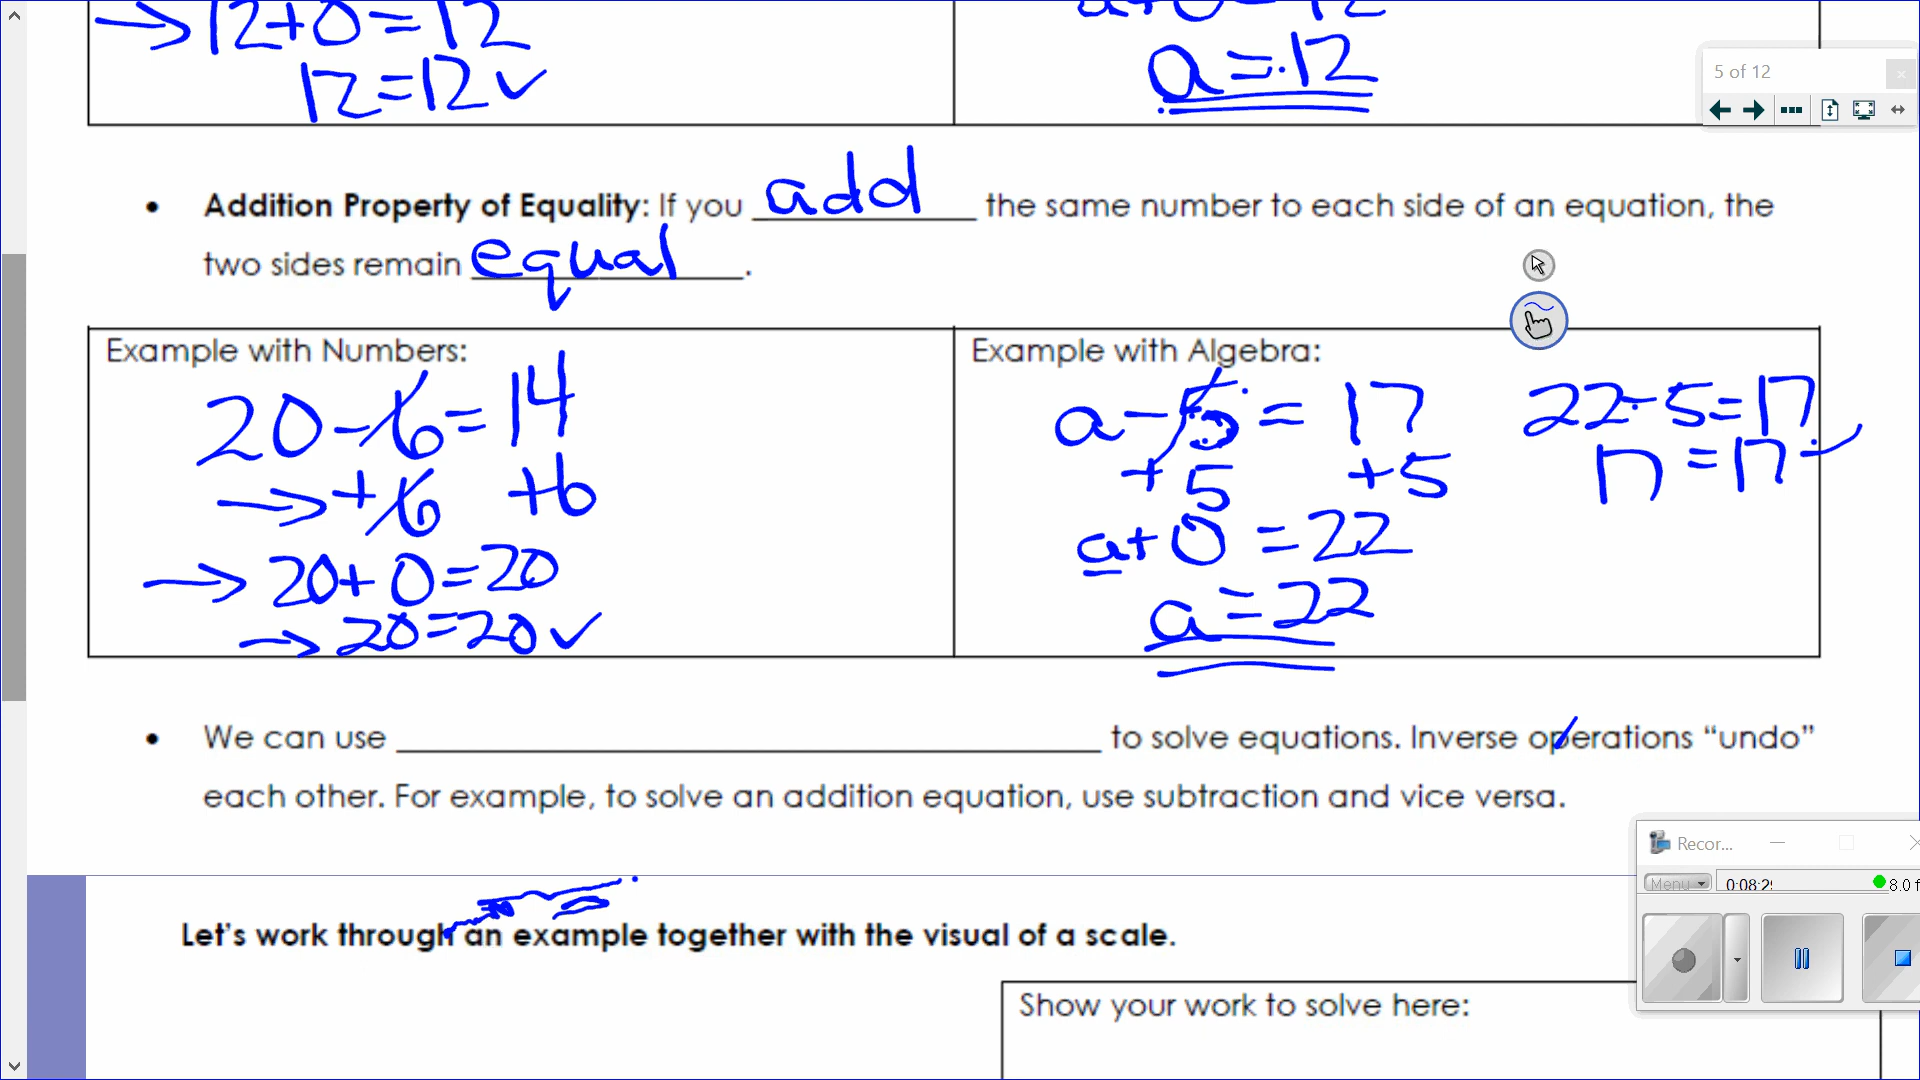 → 12+0=12
12=12✓
a+0=12
a=12
5 of 12
• Addition Property of Equality: If you add the same number to each side of an equation, the
two sides remain equal.
Example with Numbers:
20-6=14
→ +6 +6
→ 20+0=20
→ 20=20✓
Example with Algebra:
a-5=17
+5 +5
a+0=22
a=22
22-5=17
17=17✓
• We can use ____ to solve equations. Inverse operations “undo”
each other. For example, to solve an addition equation, use subtraction and vice versa.
Let's work through an example together with the visual of a scale.
Show your work to solve here:
Recor...
Menu
0:08:29
8.0 f